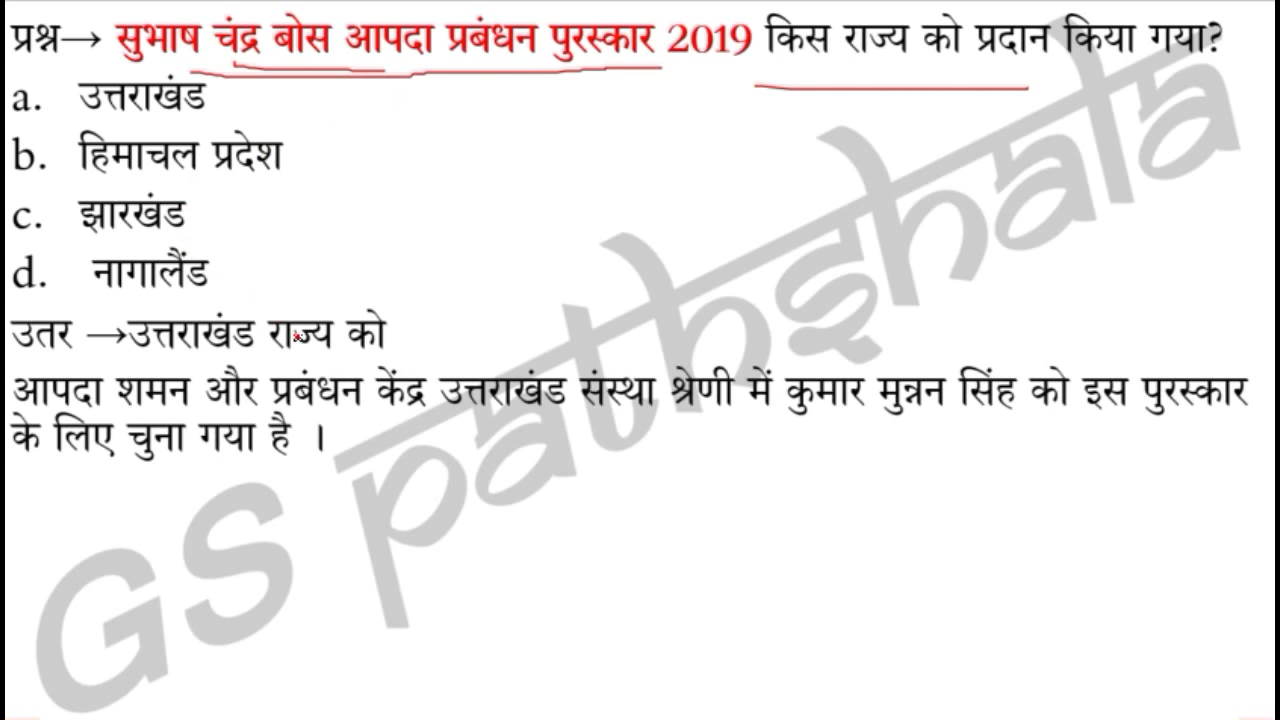 प्रश्न→ सुभाष चंद्र बोस आपदा प्रबंधन पुरस्कार 2019 किस राज्य को प्रदान किया गया?
a. उत्तराखंड
b. हिमाचल प्रदेश
c. झारखंड
d. नागालैंड
उतर →उत्तराखंड राज्य को
आपदा शमन और प्रबंधन केंद्र उत्तराखंड संस्था श्रेणी में कुमार मुन्नन सिंह को इस पुरस्कार
के लिए चुना गया है ।
GS pathshala